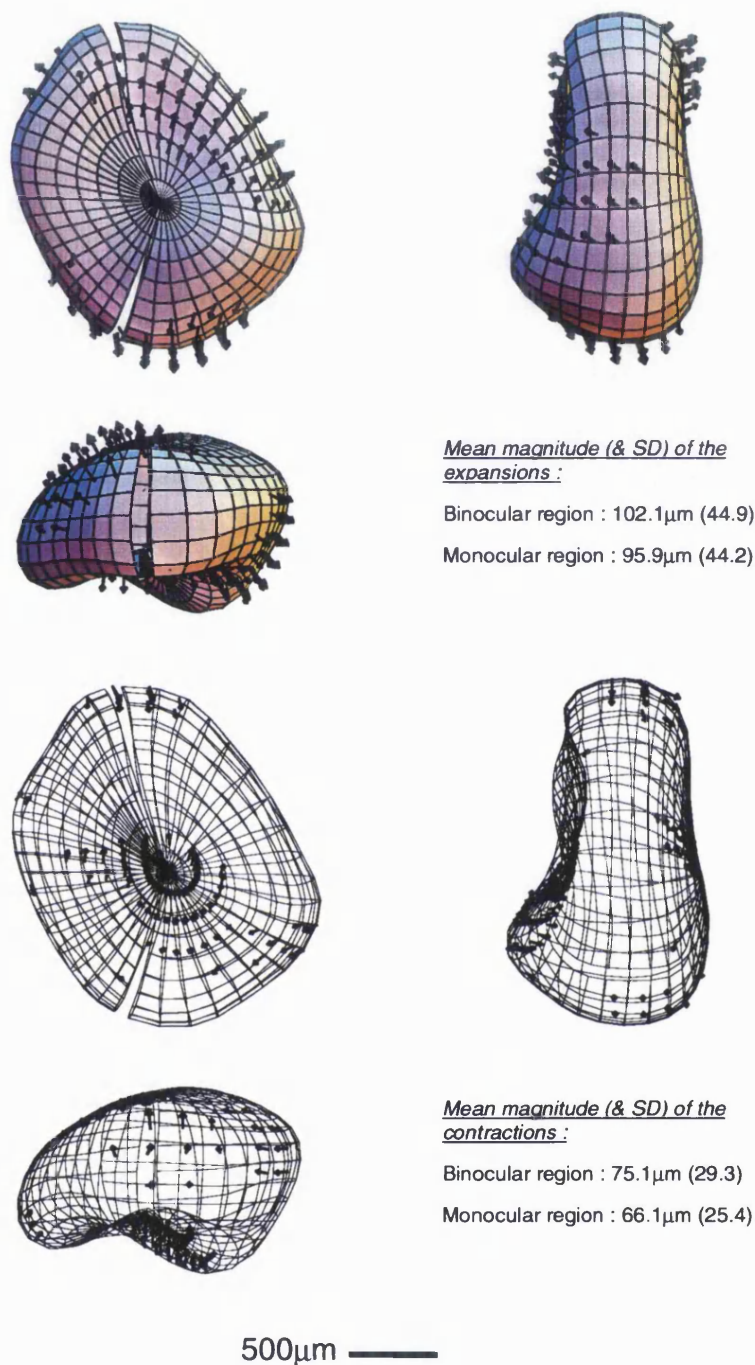 Mean magnitude (& SD) of the
expansions :
Binocular region : 102.1µm (44.9)
Monocular region : 95.9µm (44.2)
Mean magnitude (& SD) of the
contractions :
Binocular region : 75.1µm (29.3)
Monocular region : 66.1µm (25.4)
500µm